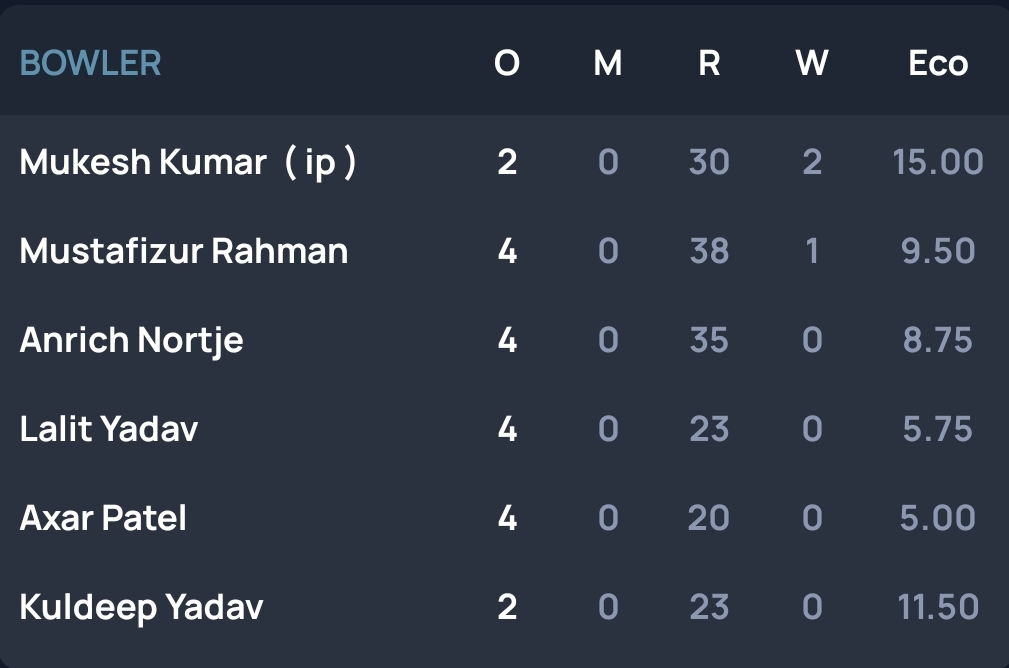 BOWLER O M R W Eco
Mukesh Kumar ( ip ) 2 0 30 2 15.00
Mustafizur Rahman 4 0 38 1 9.50
Anrich Nortje 4 0 35 0 8.75
Lalit Yadav 4 0 23 0 5.75
Axar Patel 4 0 20 0 5.00
Kuldeep Yadav 2 0 23 0 11.50